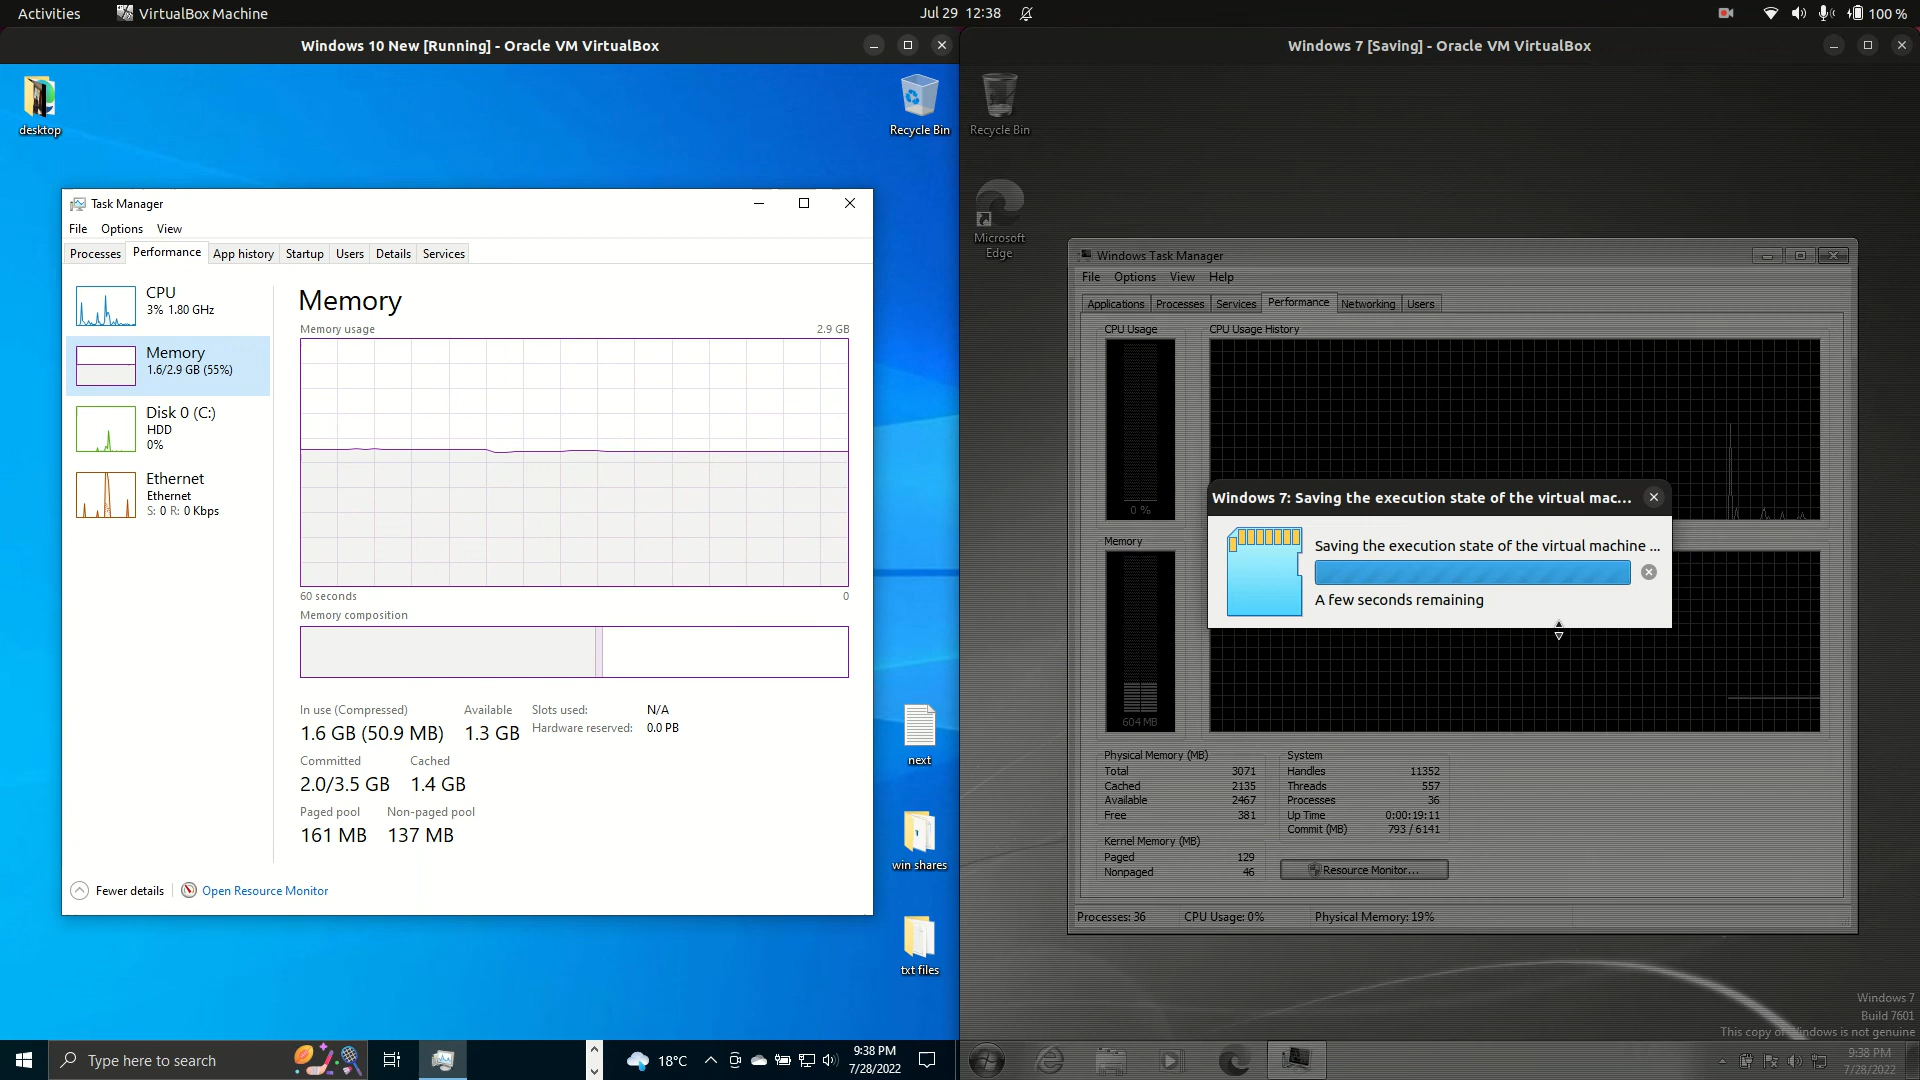 Activities
VirtualBox Machine
Jul 29 12:38
100 %
Windows 10 New [Running] - Oracle VM VirtualBox
Windows 7 [Saving] - Oracle VM VirtualBox
desktop
Recycle Bin
Task Manager
File Options View
Processes Performance App history Startup Users Details Services
CPU
3% 1.80 GHz
Memory
1.6/2.9 GB (55%)
Disk 0 (C:)
HDD
0%
Ethernet
Ethernet
S: 0 R: 0 Kbps
Memory
Memory usage 2.9 GB
60 seconds 0
Memory composition
In use (Compressed) Available Slots used: N/A
1.6 GB (50.9 MB) 1.3 GB Hardware reserved: 0.0 PB
Committed Cached
2.0/3.5 GB 1.4 GB
Paged pool Non-paged pool
161 MB 137 MB
Fewer details Open Resource Monitor
next
win shares
txt files
Type here to search
18°C
9:38 PM
7/28/2022
Recycle Bin
Microsoft
Edge
Windows Task Manager
File Options View Help
Applications Processes Services Performance Networking Users
CPU Usage CPU Usage History
0 %
Memory
604 MB
Windows 7: Saving the execution state of the virtual mac...
Saving the execution state of the virtual machine ...
A few seconds remaining
Physical Memory (MB)
Total 3071
Cached 2135
Available 2467
Free 381
Kernel Memory (MB)
Paged 129
Nonpaged 46
System
Handles 11352
Threads 557
Processes 36
Up Time 0:00:19:11
Commit (MB) 793 / 6141
Resource Monitor...
Processes: 36 CPU Usage: 0% Physical Memory: 19%
Windows 7
Build 7601
This copy of Windows is not genuine
9:38 PM
7/28/2022